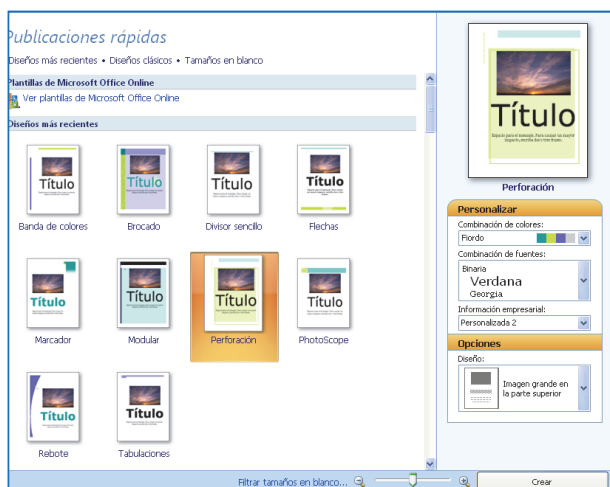 Publicaciones rápidas
Diseños más recientes • Diseños clásicos • Tamaños en blanco
Plantillas de Microsoft Office Online
Ver plantillas de Microsoft Office Online
Diseños más recientes
Título
Título
Título
Título
Banda de colores
Brocado
Divisor sencillo
Flechas
Título
Título
Título
Título
Marcador
Modular
Perforación
PhotoScope
Título
Título
Rebote
Tabulaciones
Filtrar tamaños en blanco...
Título
Perforación
Personalizar
Combinación de colores:
Fiordo
Combinación de fuentes:
Binaria
Verdana
Georgia
Información empresarial:
Personalizada 2
Opciones
Diseño:
Imagen grande en
la parte superior
Crear